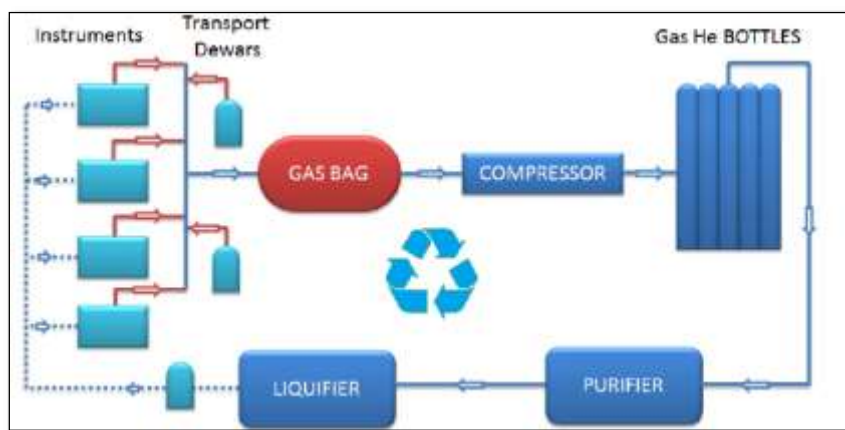 Instruments
Transport
Dewars
Gas He BOTTLES
GAS BAG
COMPRESSOR
LIQUIFIER
PURIFIER